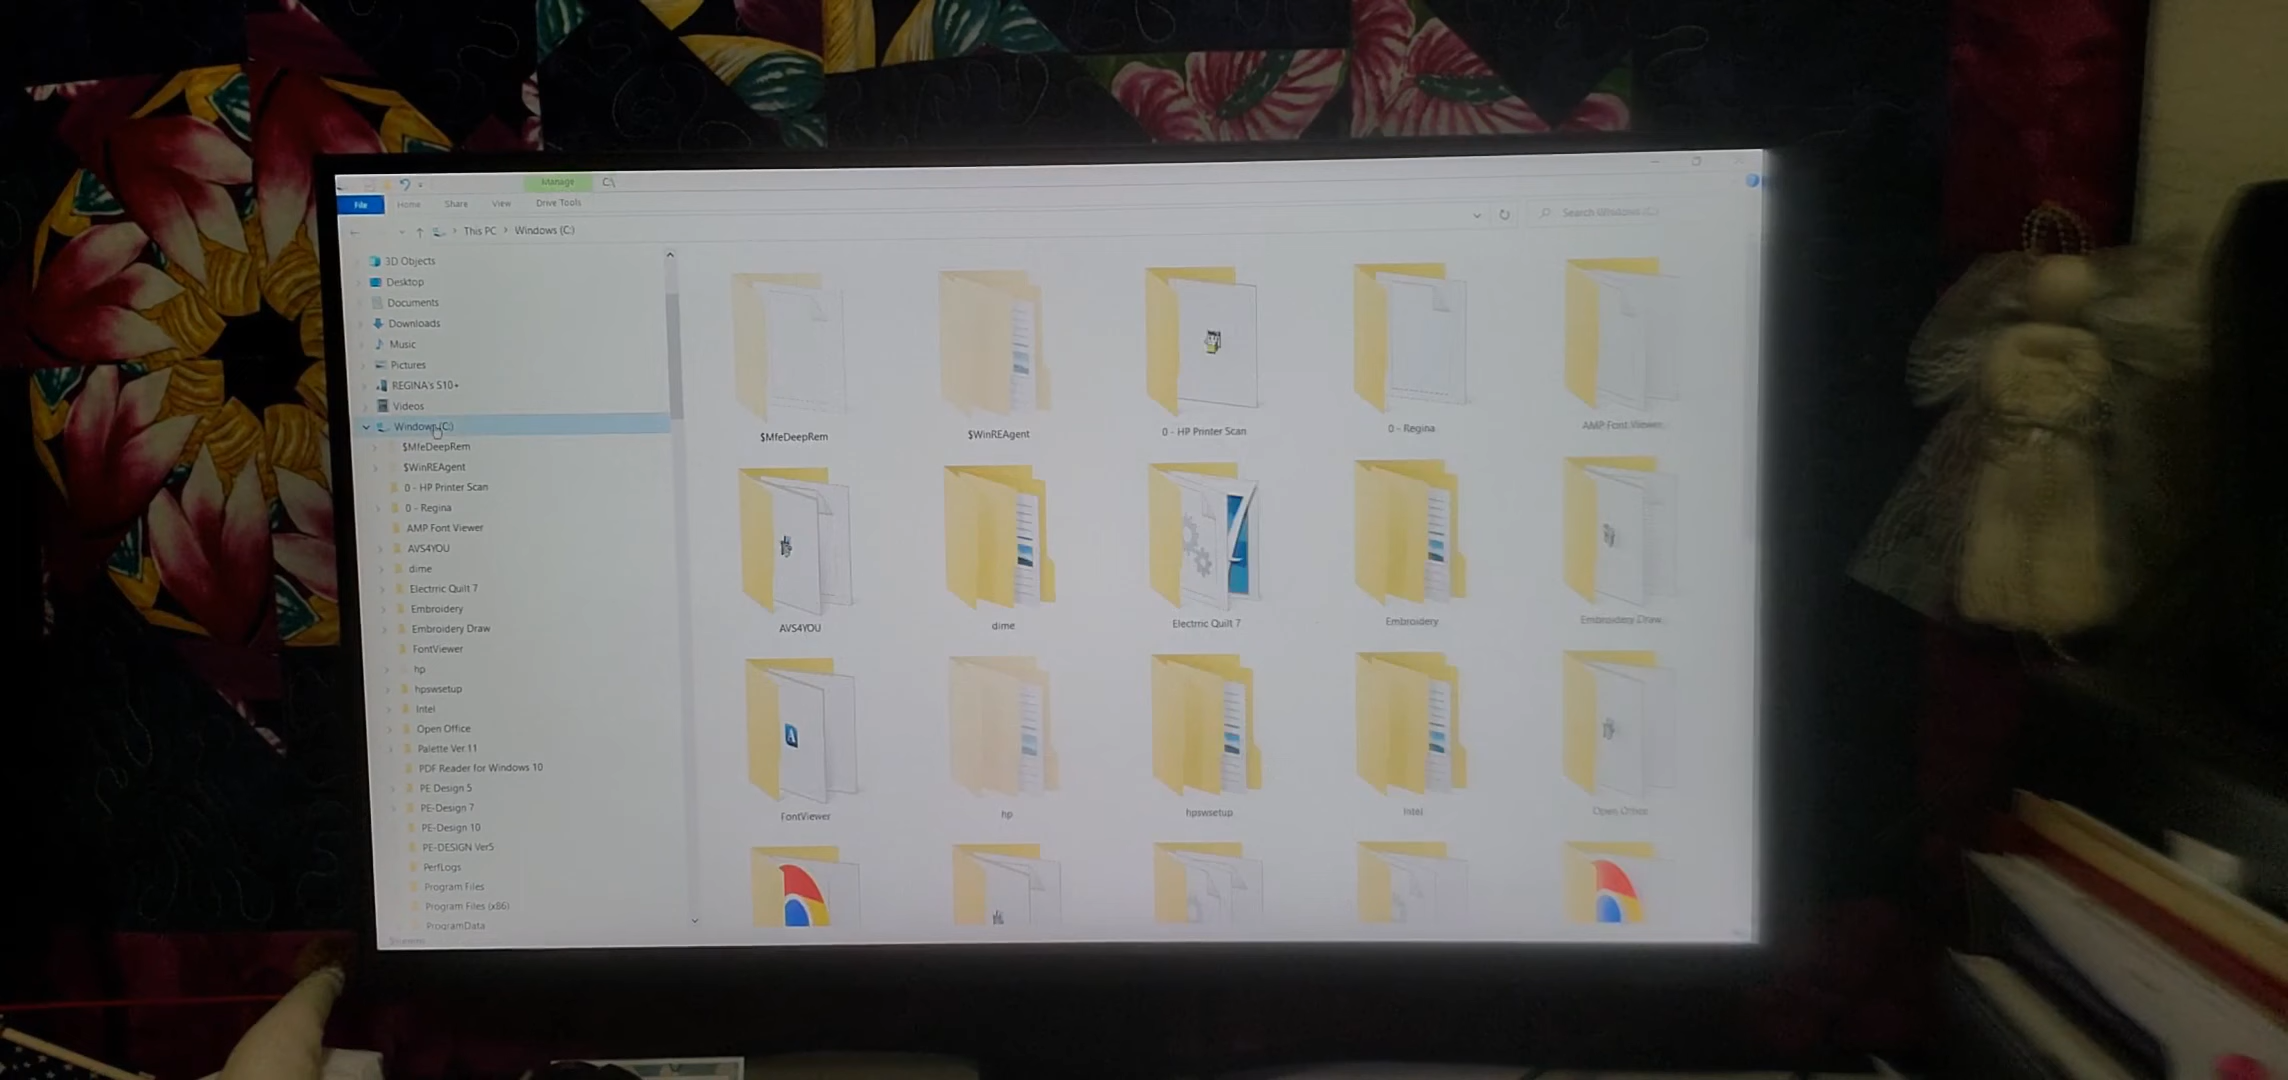 Manage C:\
File Home Share View Drive Tools
This PC > Windows (C:)
Search Windows (C:)
3D Objects
Desktop
Documents
Downloads
Music
Pictures
REGINA's S10+
Videos
Windows (C:)
$MfeDeepRem
$WinREAgent
0 - HP Printer Scan
0 - Regina
AMP Font Viewer
AVS4YOU
dime
Electric Quilt 7
Embroidery
Embroidery Draw
FontViewer
hp
hpswsetup
Intel
Open Office
Palette Ver 11
PDF Reader for Windows 10
PE Design 5
PE-Design 7
PE-Design 10
PE-DESIGN Ver5
PerfLogs
Program Files
Program Files (x86)
ProgramData
$MfeDeepRem $WinREAgent 0 - HP Printer Scan 0 - Regina AMP Font Viewer
AVS4YOU dime Electric Quilt 7 Embroidery Embroidery Draw
FontViewer hp hpswsetup Intel Open Office